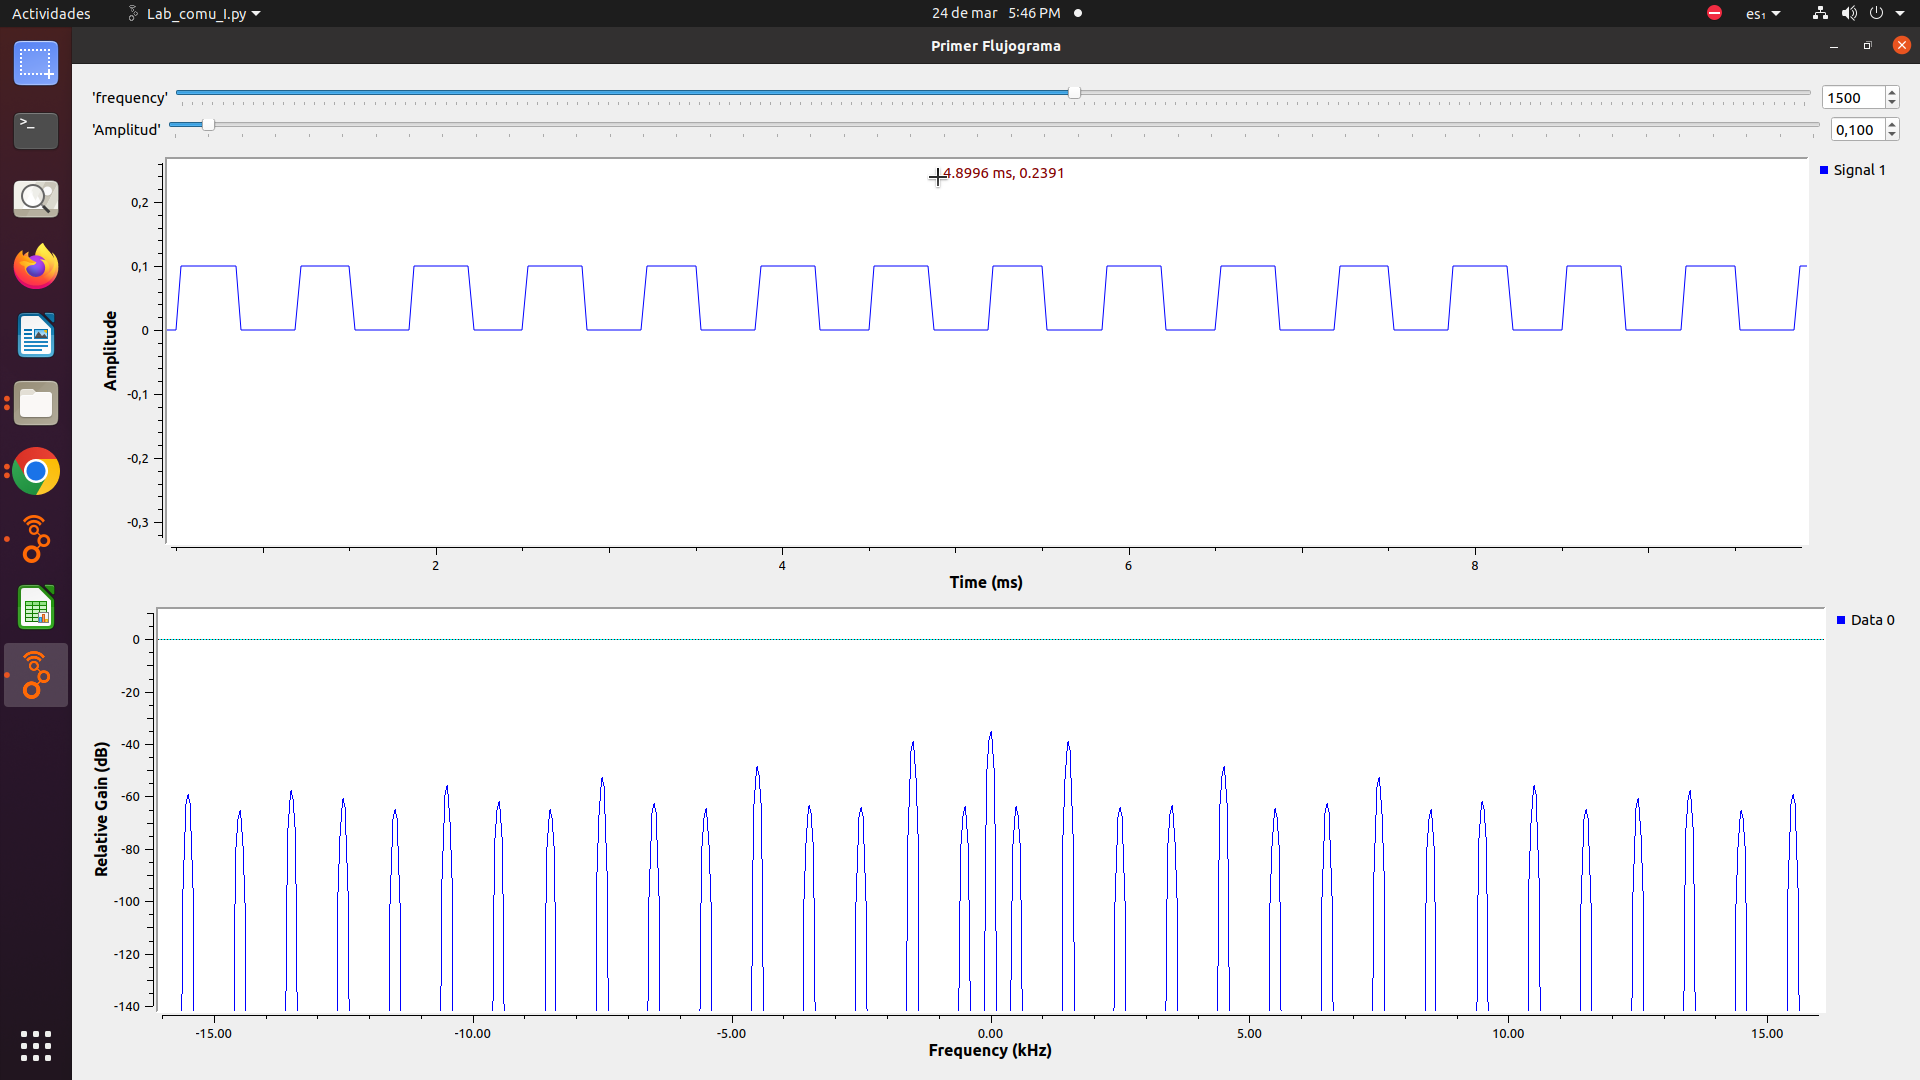 Actividades Lab_comu_I.py 24 de mar 5:46 PM es₁
Primer Flujograma
'frequency' 1500
'Amplitud' 0,100
4.8996 ms, 0.2391
Signal 1
Amplitude
0,2
0,1
0
-0,1
-0,2
-0,3
2 4 6 8
Time (ms)
Data 0
Relative Gain (dB)
0
-20
-40
-60
-80
-100
-120
-140
-15.00 -10.00 -5.00 0.00 5.00 10.00 15.00
Frequency (kHz)